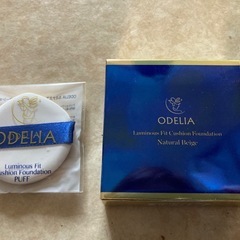 ODELIA
Luminous Fit
Cushion Foundation
PUFF
ODELIA
Luminous Fit Cushion Foundation
Natural Beige